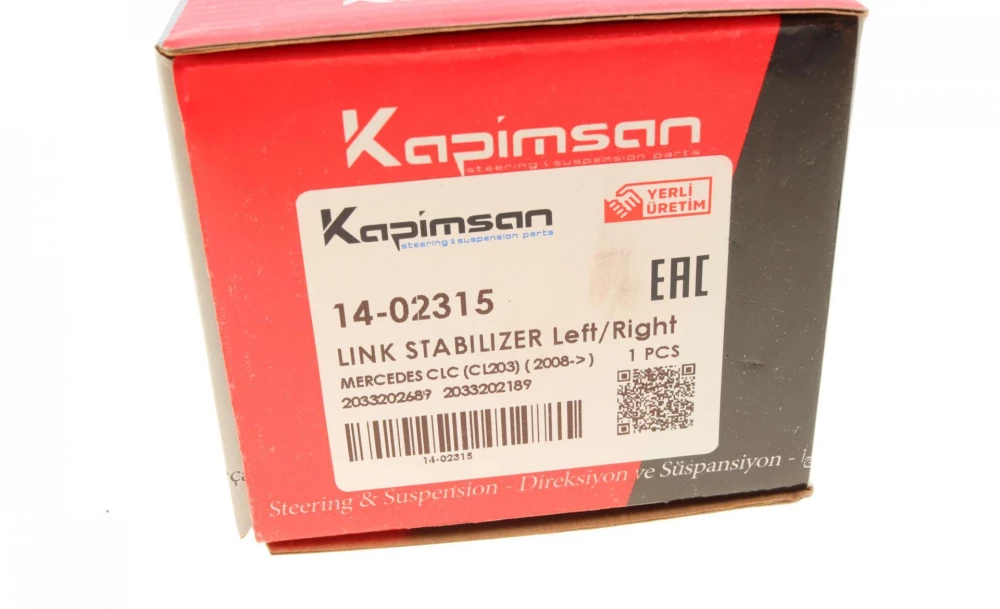 Kapimsan
steering & suspension parts
Kapimsan
steering & suspension parts
YERLİ
ÜRETİM
EAC
14-02315
LINK STABILIZER Left/Right
MERCEDES CLC (CL203) ( 2008-> )
1 PCS
2033202689 2033202189
14-02315
Steering & Suspension - Direksiyon ve Süspansiyon -